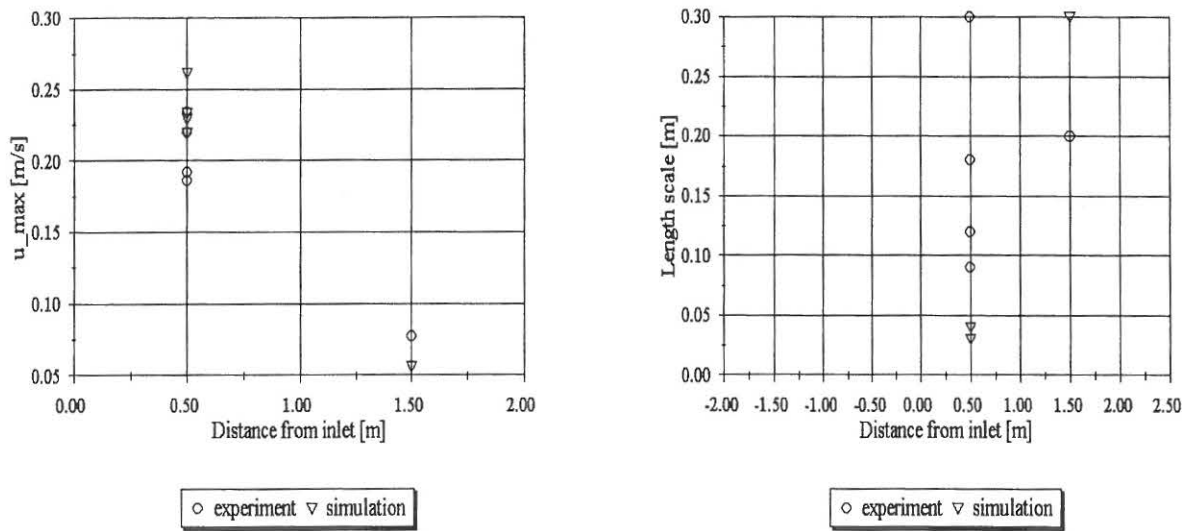 0.30
0.25
0.20
0.15
0.10
0.05
u_max [m/s]
0.00 0.50 1.00 1.50 2.00
Distance from inlet [m]
experiment simulation
0.30
0.25
0.20
0.15
0.10
0.05
0.00
Length scale [m]
-2.00 -1.50 -1.00 -0.50 0.00 0.50 1.00 1.50 2.00 2.50
Distance from inlet [m]
experiment simulation